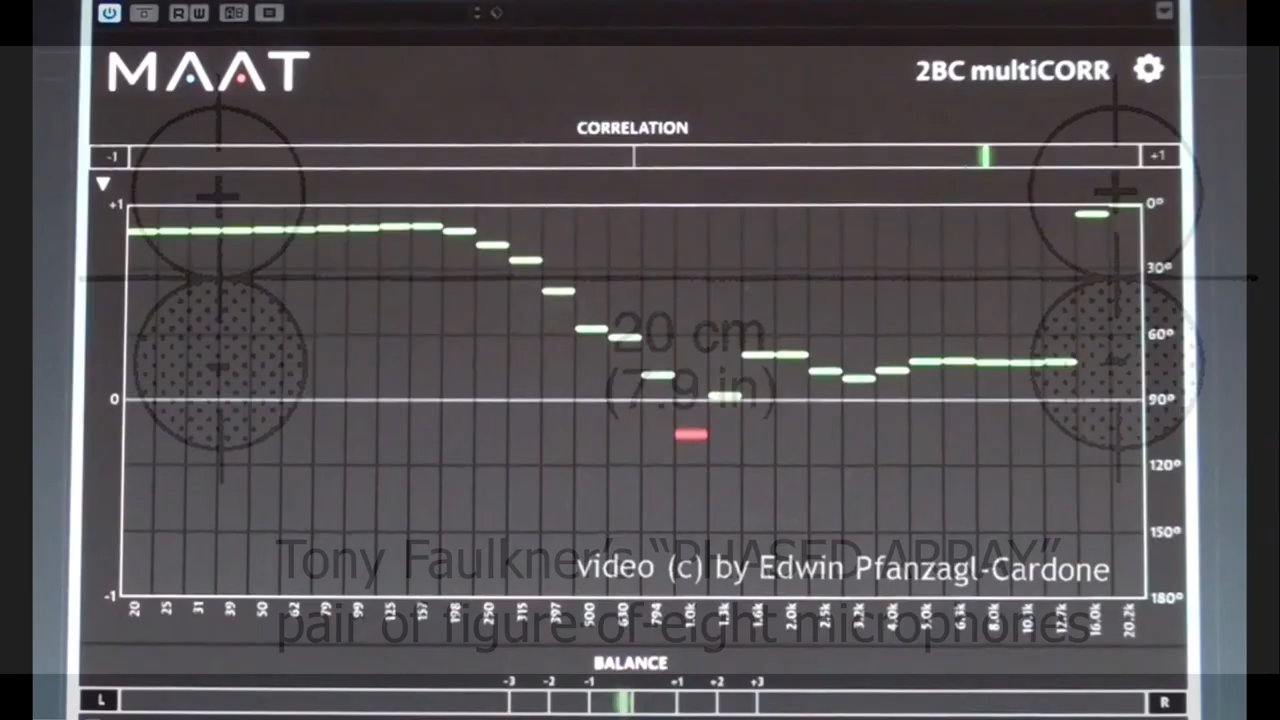 R W AB
MAAT 2BC multiCORR
CORRELATION
-1 +1
+1 0°
30°
60°
20 cm
(7.9 in)
0 90°
120°
150°
Tony Faulkner's “PHASED ARRAY”
video (c) by Edwin Pfanzagl-Cardone
-1 180°
20 25 31 39 50 62 79 99 125 157 198 250 315 397 500 630 794 1.0k 1.3k 1.6k 2.0k 2.5k 3.2k 4.0k 5.0k 6.3k 8.0k 10.1k 12.7k 16.0k 20.2k
pair of figure-of-eight microphones
BALANCE
-3 -2 -1 +1 +2 +3
L R